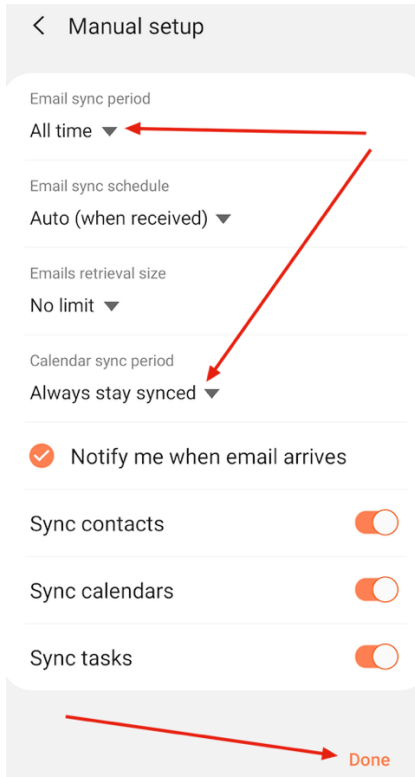 Manual setup
Email sync period
All time
Email sync schedule
Auto (when received)
Emails retrieval size
No limit
Calendar sync period
Always stay synced
Notify me when email arrives
Sync contacts
Sync calendars
Sync tasks
Done